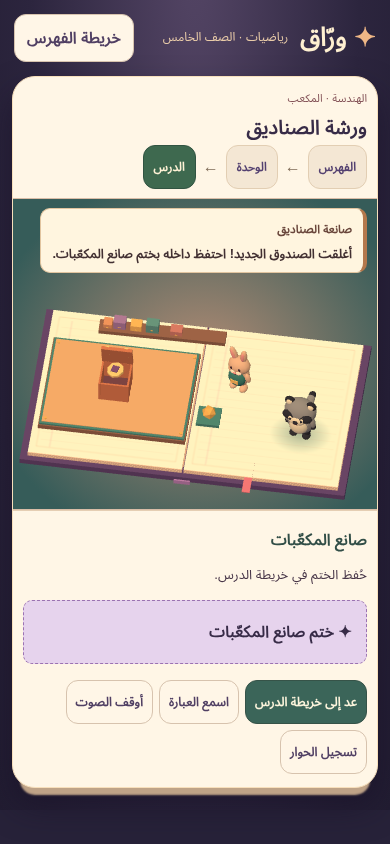 ورّاق
رياضيات · الصف الخامس
خريطة الفهرس
الهندسة · المكعب
ورشة الصناديق
الفهرس ← الوحدة ← الدرس
صانعة الصناديق
أغلقت الصندوق الجديد! احتفظ داخله بختم صانع المكعّبات.
صانع المكعّبات
حُفظ الختم في خريطة الدرس.
✦ ختم صانع المكعّبات
عد إلى خريطة الدرس
اسمع العبارة
أوقف الصوت
تسجيل الحوار